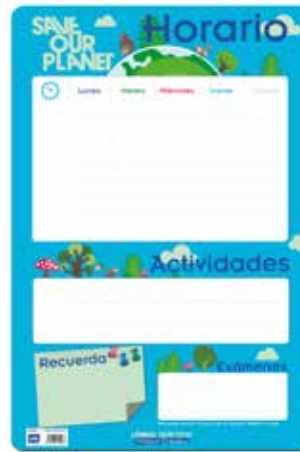 SAVE
OUR
PLANET
Horario
Lunes Martes Miércoles Jueves
Actividades
Recuerda
Exámenes